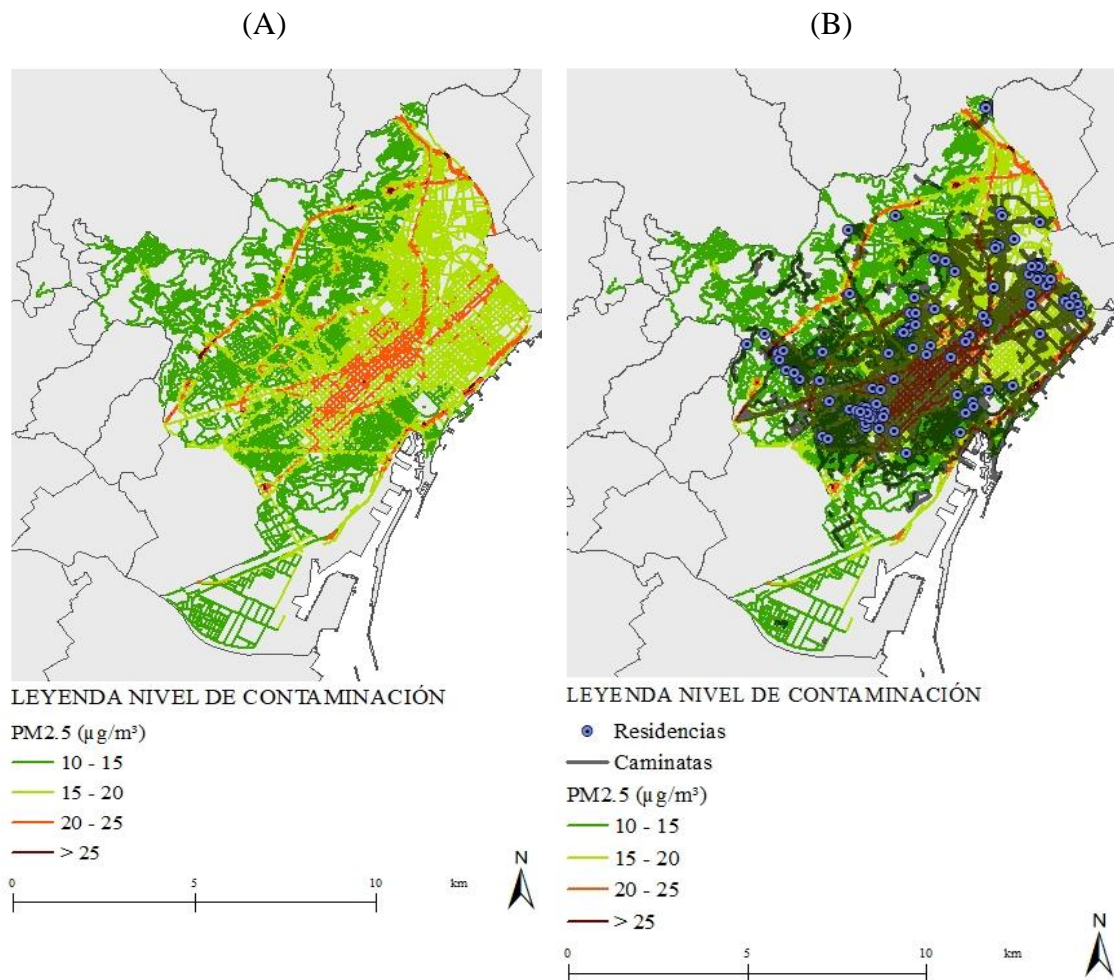 (A)
(B)
LEYENDA NIVEL DE CONTAMINACIÓN
PM2.5 (µg/m³)
10 - 15
15 - 20
20 - 25
> 25
N
0 5 10 km
LEYENDA NIVEL DE CONTAMINACIÓN
Residencias
Caminatas
PM2.5 (µg/m³)
10 - 15
15 - 20
20 - 25
> 25
N
0 5 10 km